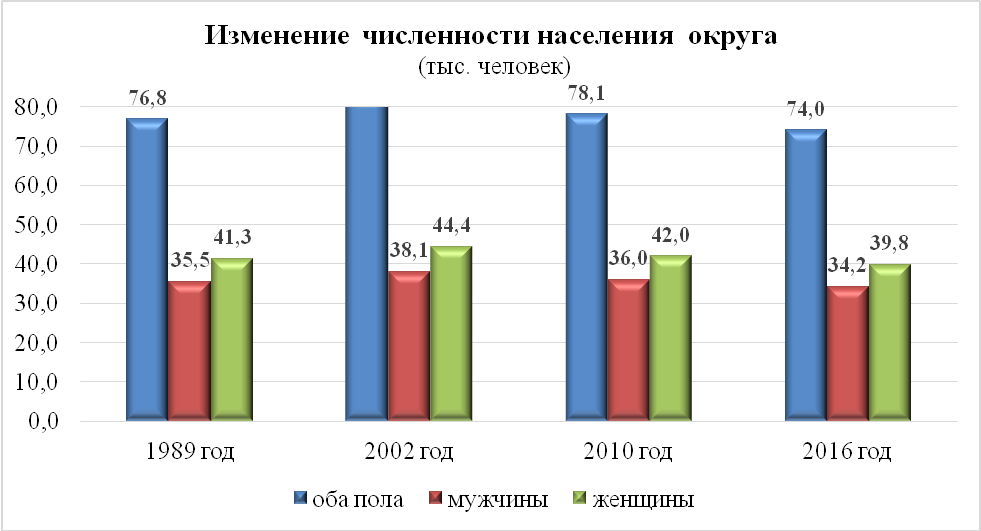 Изменение численности населения округа
(тыс. человек)
80,0
70,0
60,0
50,0
40,0
30,0
20,0
10,0
0,0
76,8
35,5
41,3
38,1
44,4
78,1
36,0
42,0
74,0
34,2
39,8
1989 год
2002 год
2010 год
2016 год
оба пола
мужчины
женщины